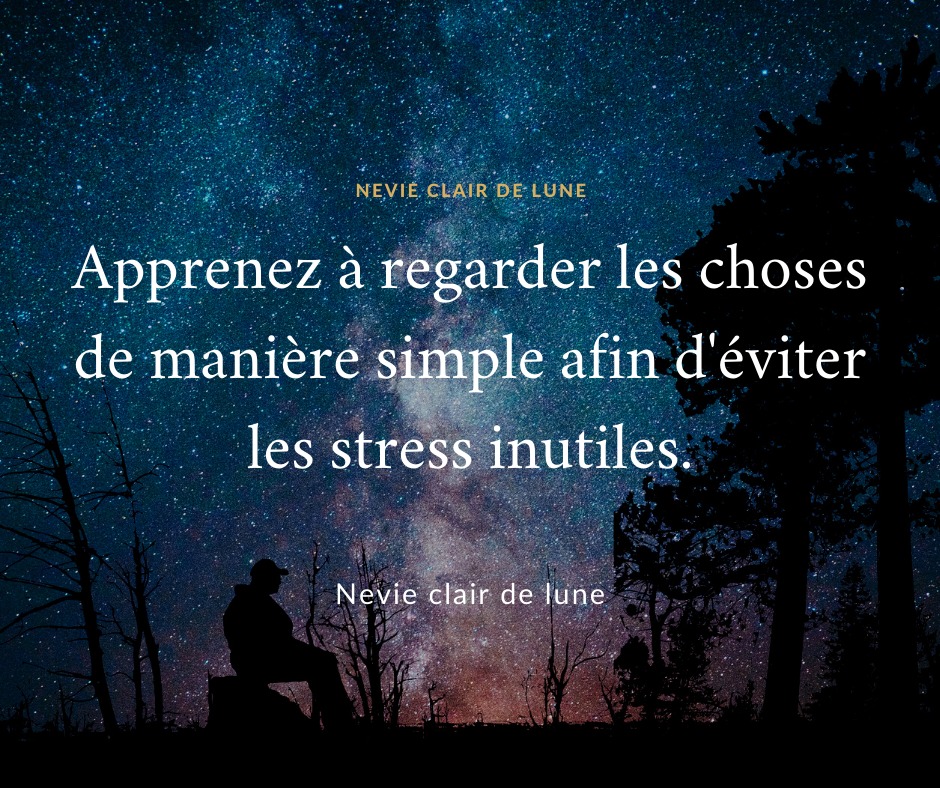 NEVIE CLAIR DE LUNE
Apprenez à regarder les choses
de manière simple afin d'éviter
les stress inutiles.
Nevie clair de lune